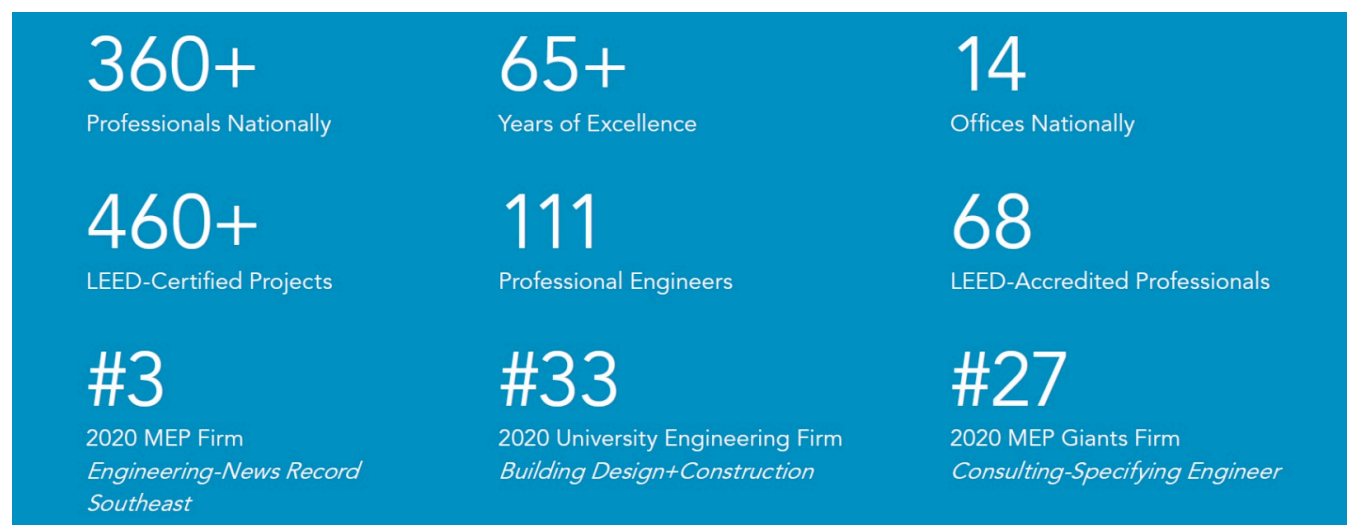 360+
Professionals Nationally
65+
Years of Excellence
14
Offices Nationally
460+
LEED-Certified Projects
111
Professional Engineers
68
LEED-Accredited Professionals
#3
2020 MEP Firm
Engineering-News Record
Southeast
#33
2020 University Engineering Firm
Building Design+Construction
#27
2020 MEP Giants Firm
Consulting-Specifying Engineer